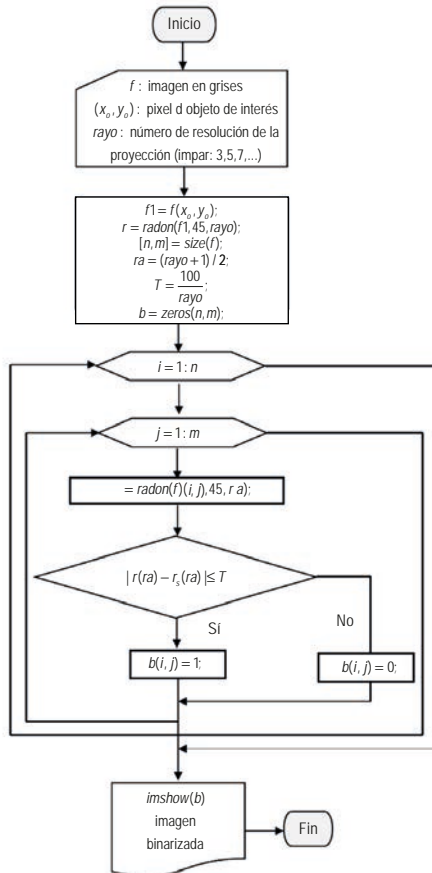 Inicio
f : imagen en grises
(x_o, y_o) : pixel d objeto de interés
rayo : número de resolución de la
proyección (impar: 3,5,7,...)
f1 = f(x_o, y_o);
r = radon(f1,45,rayo);
[n,m] = size(f);
ra = (rayo+1) / 2;
T = 100/rayo;
b = zeros(n,m);
i = 1 : n
j = 1 : m
= radon(f)(i, j),45, r a);
| r(ra) − r_s(ra) |≤ T
Sí
No
b(i, j) = 1;
b(i, j) = 0;
imshow(b)
imagen
binarizada
Fin